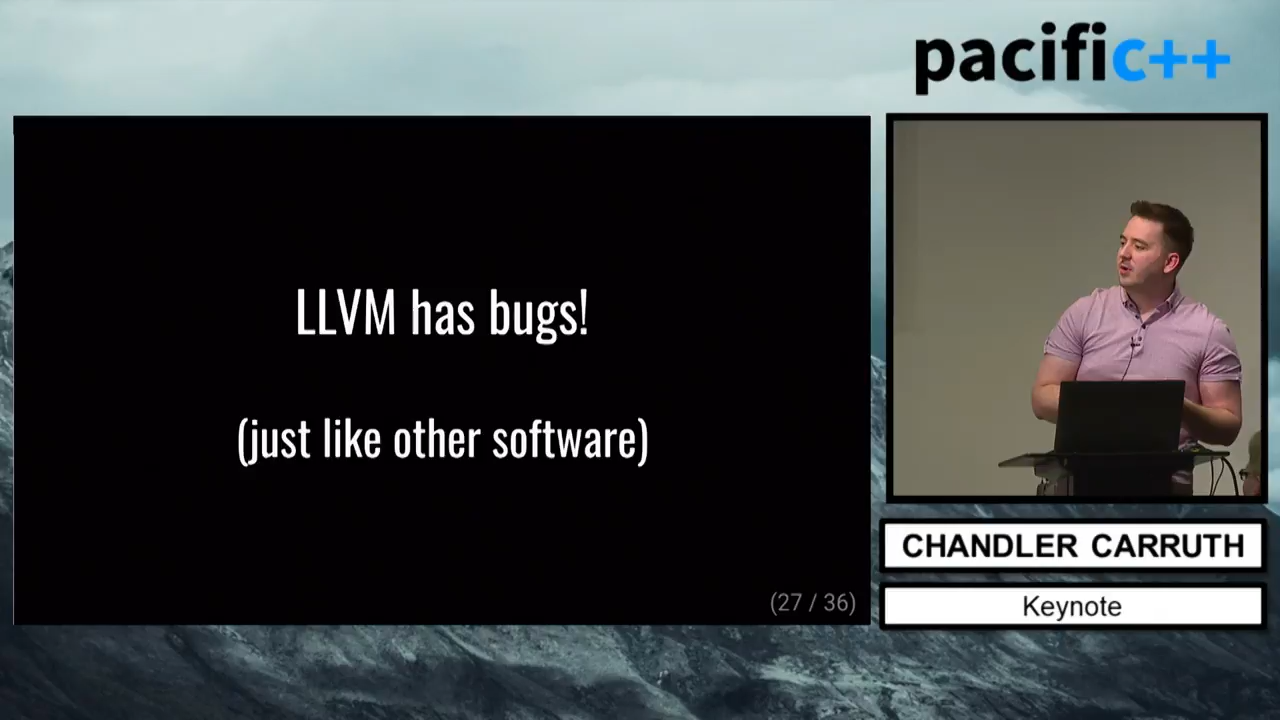 pacific++
LLVM has bugs!
(just like other software)
(27 / 36)
CHANDLER CARRUTH
Keynote